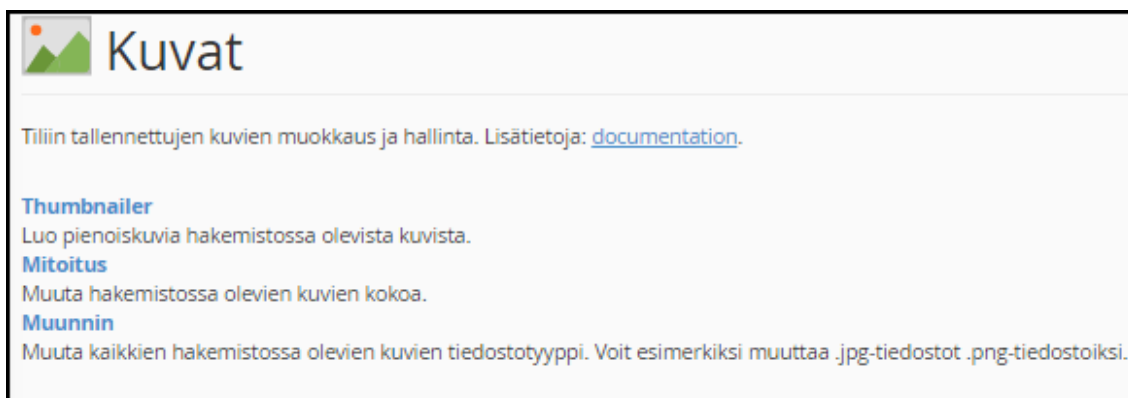 Kuvat
Tiliin tallennettujen kuvien muokkaus ja hallinta. Lisätietoja: documentation.
Thumbnailer
Luo pienoiskuvia hakemistossa olevista kuvista.
Mitoitus
Muuta hakemistossa olevien kuvien kokoa.
Muunnin
Muuta kaikkien hakemistossa olevien kuvien tiedostotyyppi. Voit esimerkiksi muuttaa .jpg-tiedostot .png-tiedostoiksi.